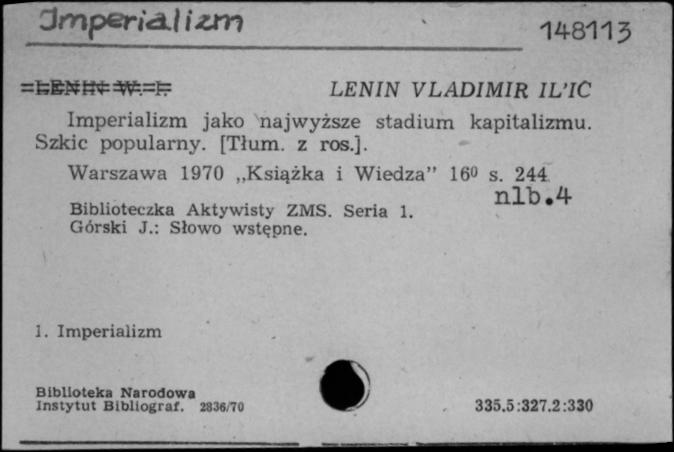 Imperializm
148113
LENIN W. I. LENIN VLADIMIR IL'IČ
Imperializm jako najwyższe stadium kapitalizmu.
Szkic popularny. [Tłum. z ros.].
Warszawa 1970 „Książka i Wiedza” 16⁰ s. 244
nlb.4
Biblioteczka Aktywisty ZMS. Seria 1.
Górski J.: Słowo wstępne.
1. Imperializm
Biblioteka Narodowa
Instytut Bibliograf. 2836/70
335.5:327.2:330